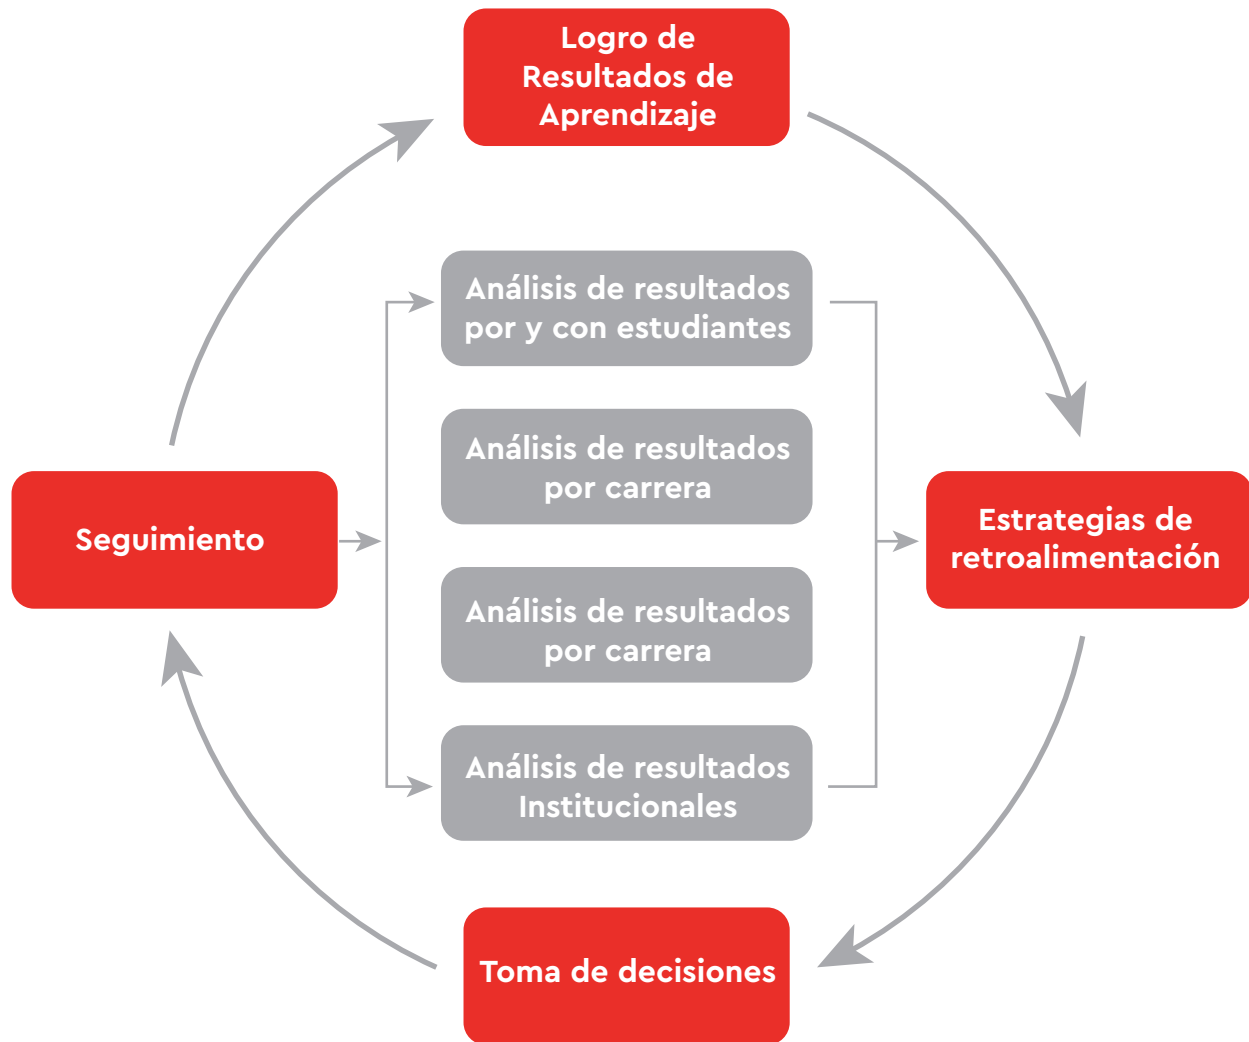 Logro de
Resultados de
Aprendizaje
Análisis de resultados
por y con estudiantes
Análisis de resultados
por carrera
Seguimiento
Estrategias de
retroalimentación
Análisis de resultados
por carrera
Análisis de resultados
Institucionales
Toma de decisiones